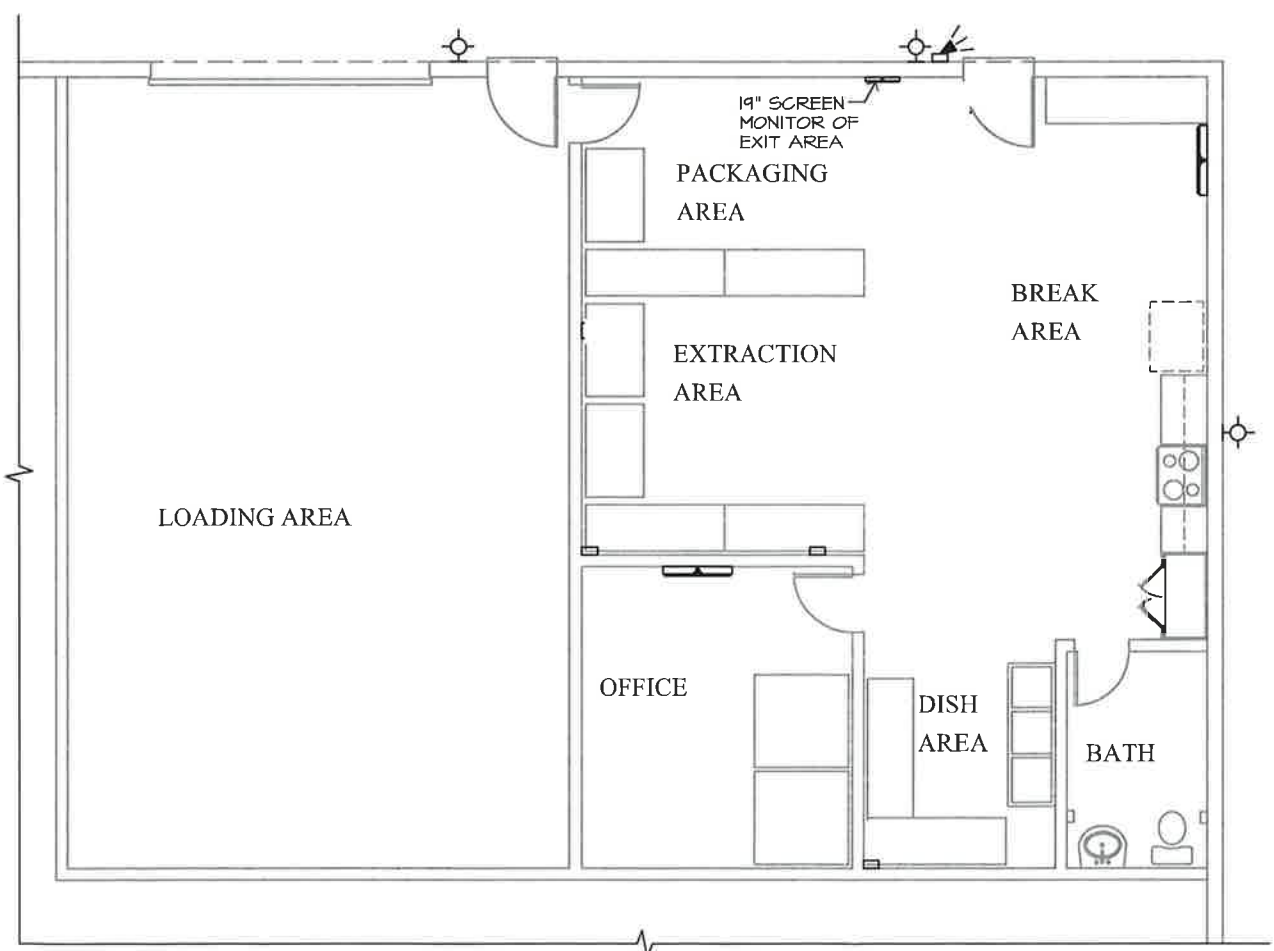 19" SCREEN
MONITOR OF
EXIT AREA
PACKAGING
AREA
BREAK
AREA
EXTRACTION
AREA
LOADING AREA
OFFICE
DISH
AREA
BATH